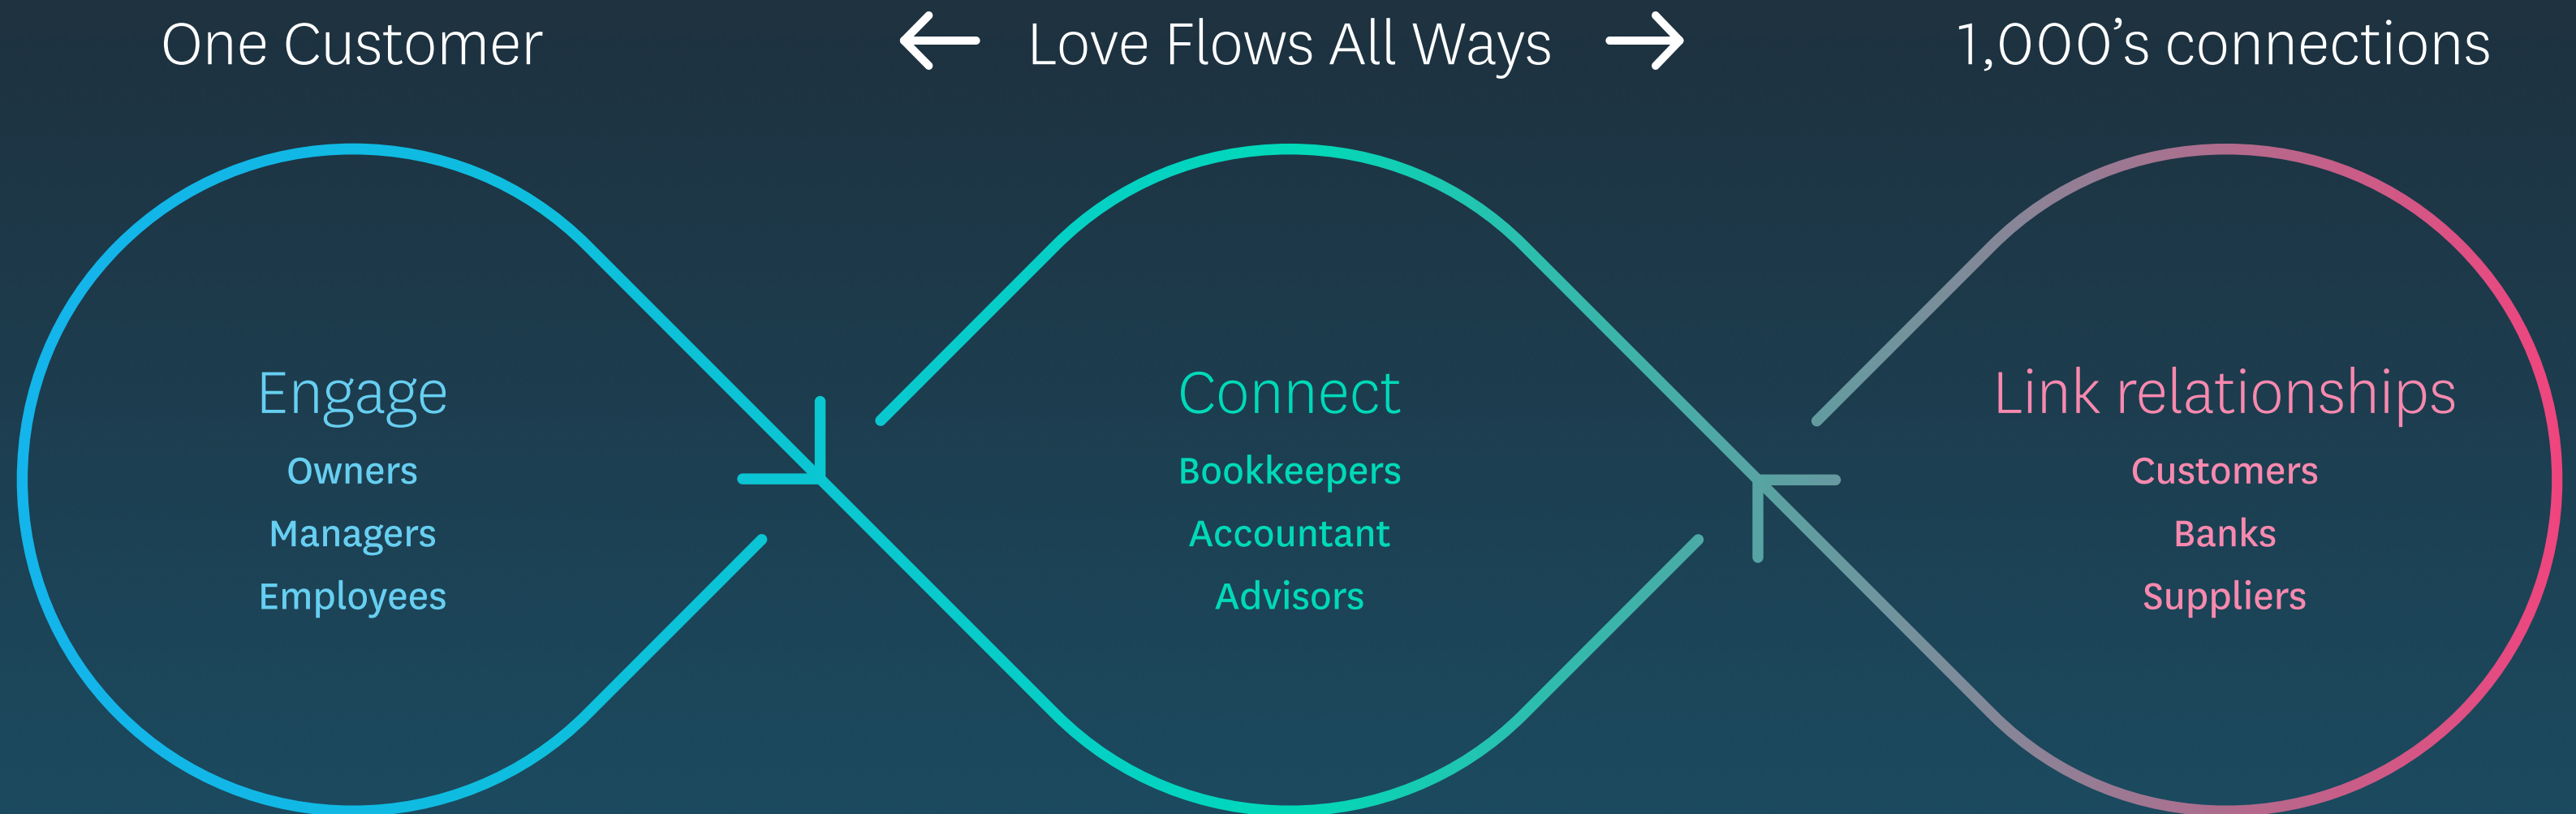 One Customer
← Love Flows All Ways →
1,000’s connections
Engage
Owners
Managers
Employees
Connect
Bookkeepers
Accountant
Advisors
Link relationships
Customers
Banks
Suppliers